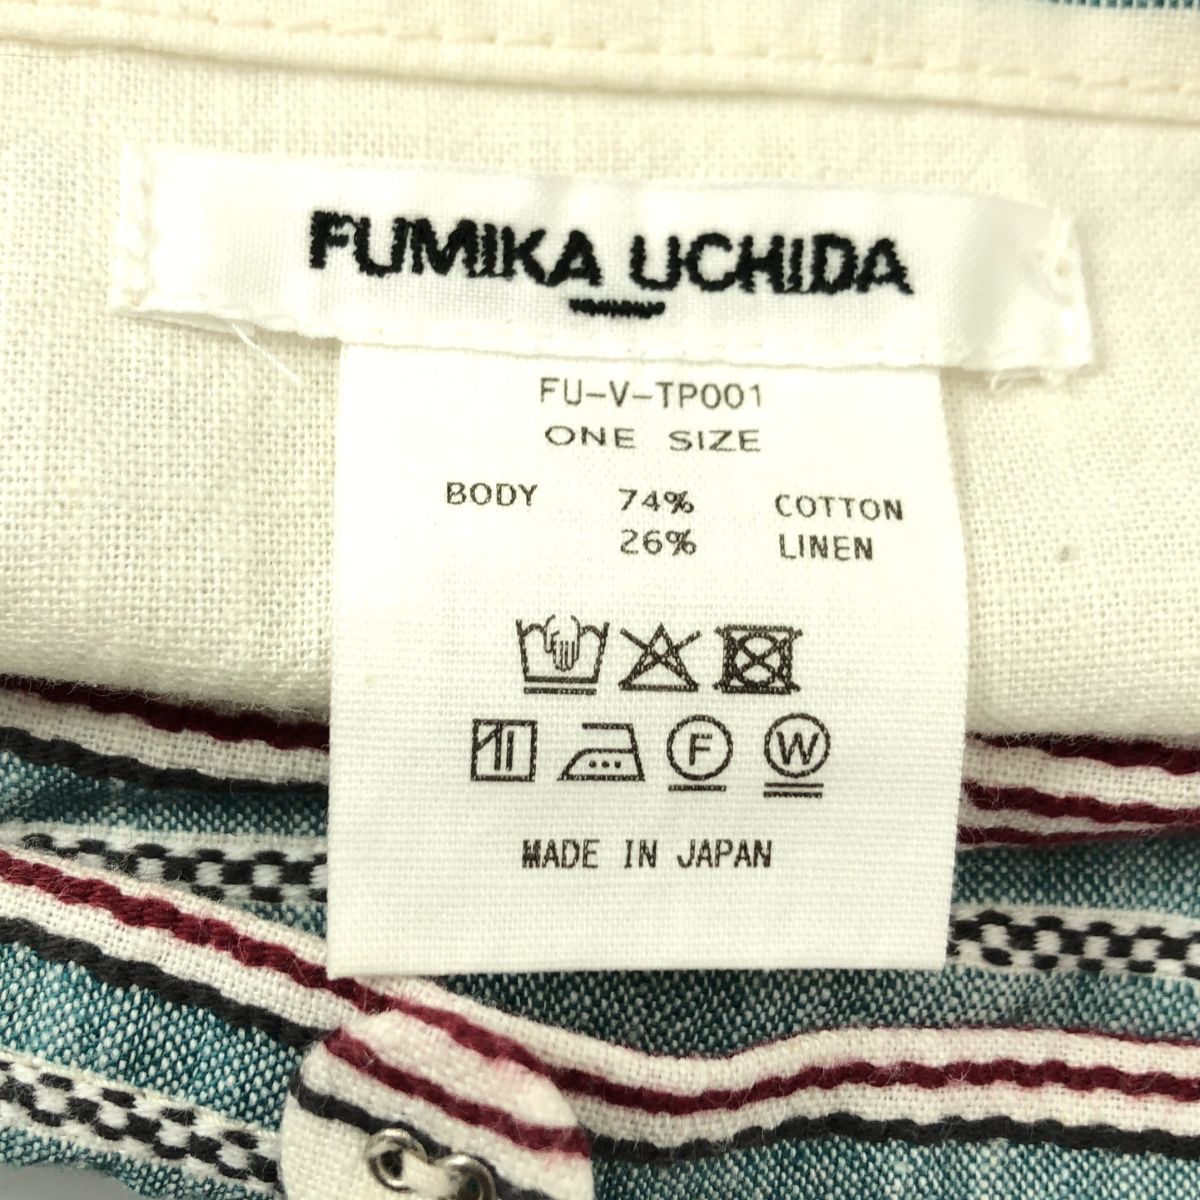 FUMIKA UCHIDA
FU-V-TP001
ONE SIZE
BODY 74% COTTON
26% LINEN
F W
MADE IN JAPAN